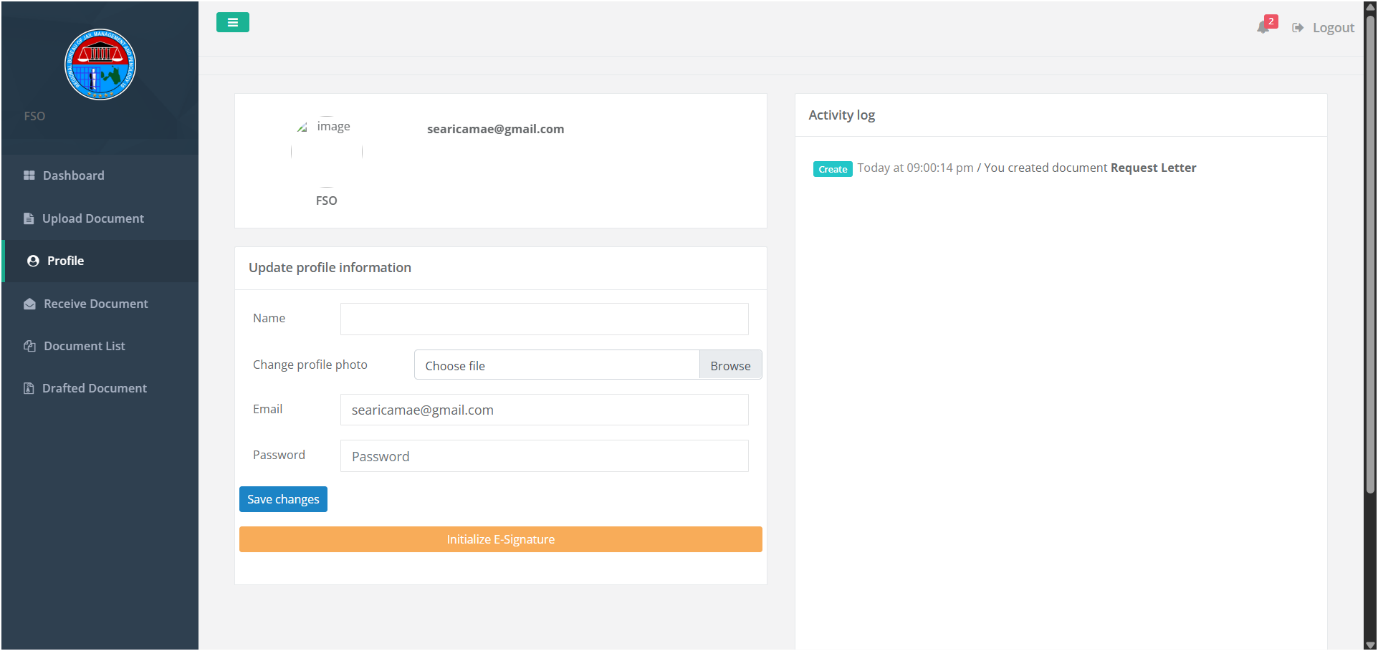 2
Logout
FSO
Dashboard
Upload Document
Profile
Receive Document
Document List
Drafted Document
image
searicamae@gmail.com
FSO
Update profile information
Name
Change profile photo
Choose file
Browse
Email
searicamae@gmail.com
Password
Password
Save changes
Initialize E-Signature
Activity log
Create Today at 09:00:14 pm / You created document Request Letter